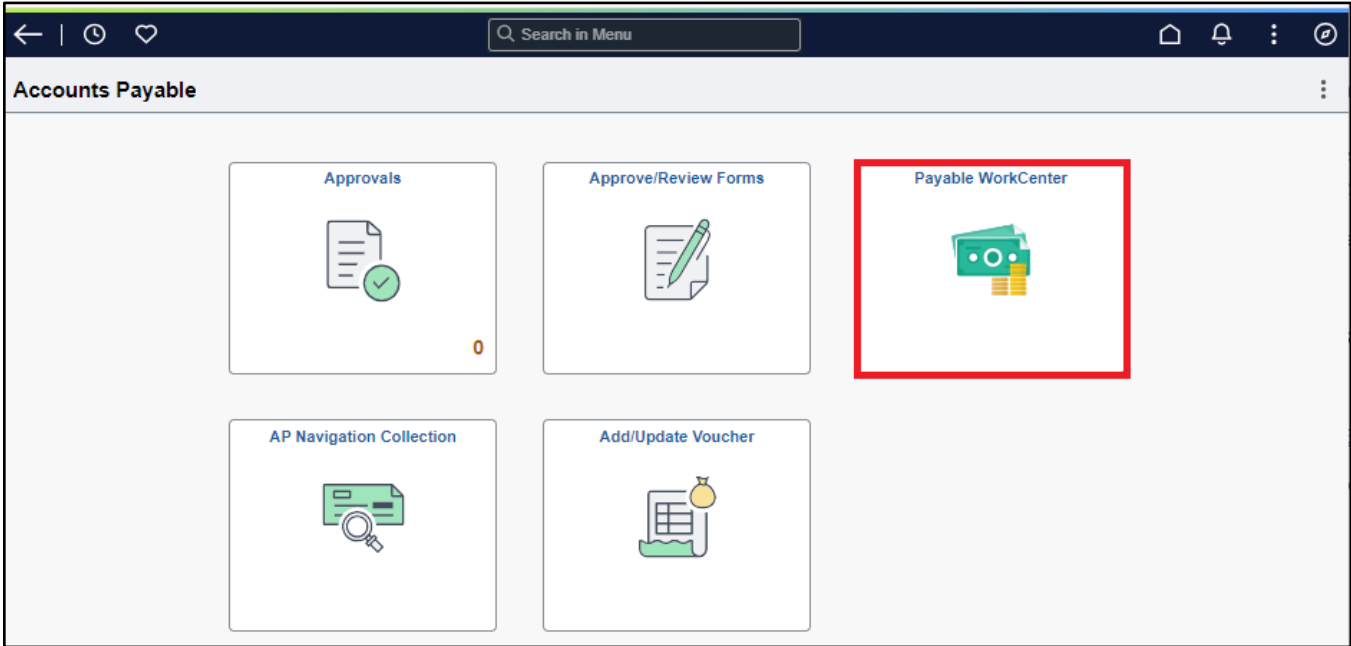 Search in Menu
Accounts Payable
Approvals
Approve/Review Forms
Payable WorkCenter
0
AP Navigation Collection
Add/Update Voucher